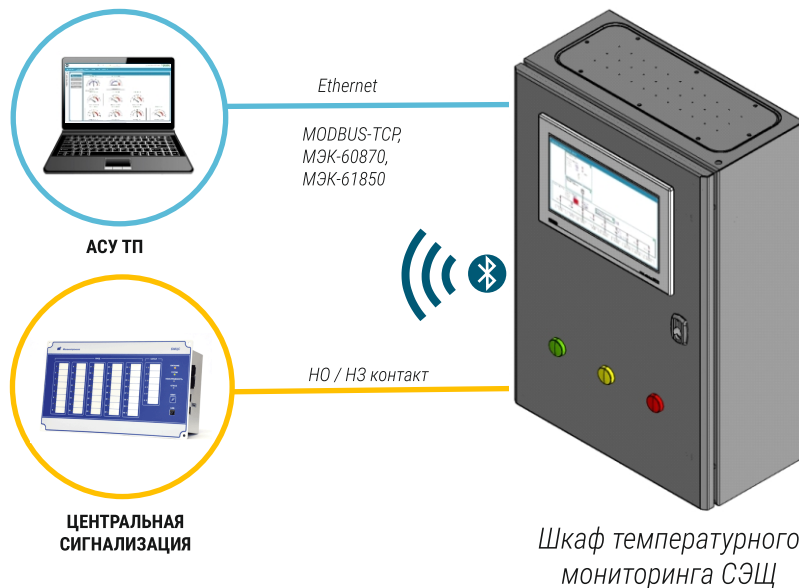 Ethernet
MODBUS-TCP,
МЭК-60870,
МЭК-61850
АСУ ТП
НО / НЗ контакт
ЦЕНТРАЛЬНАЯ
СИГНАЛИЗАЦИЯ
Шкаф температурного
мониторинга СЭЩ